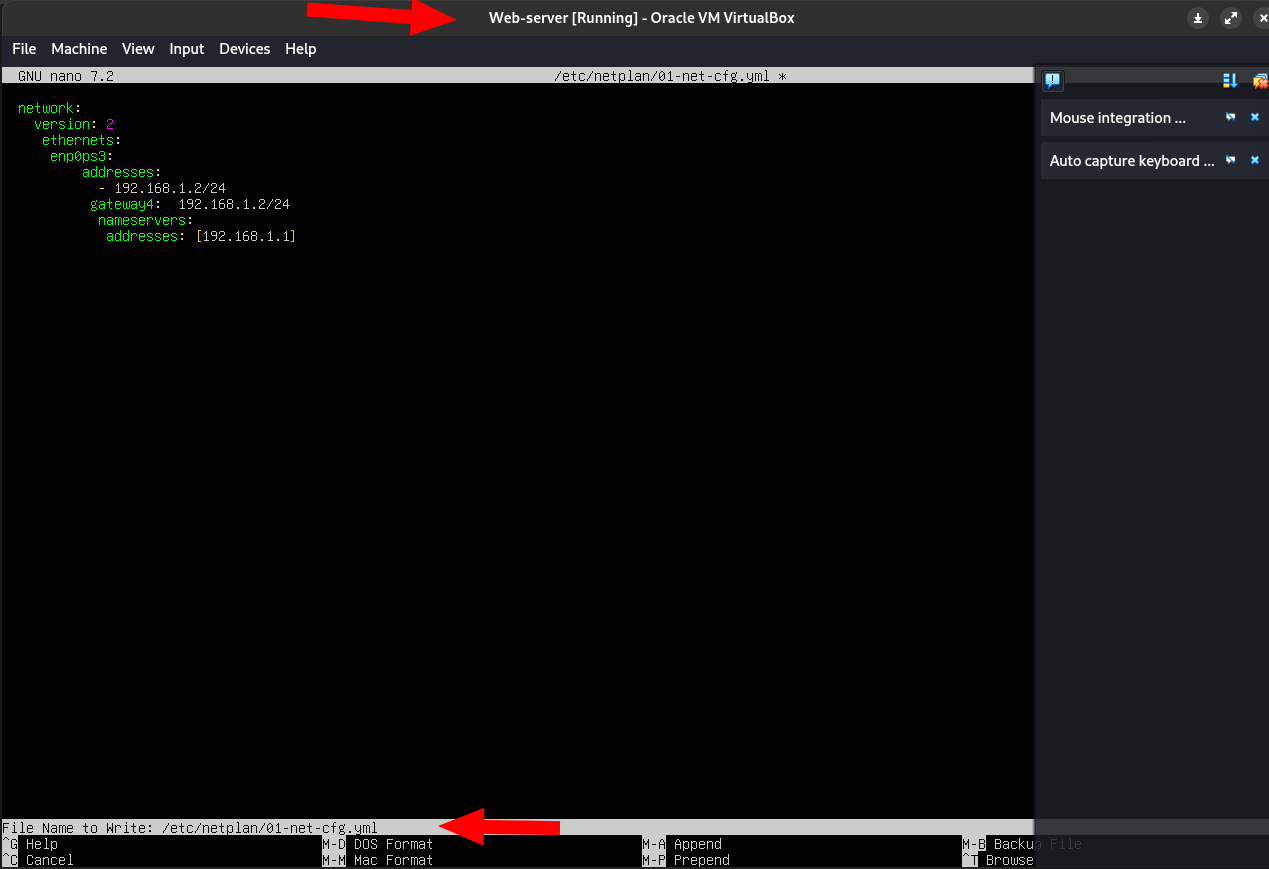 Web-server [Running] - Oracle VM VirtualBox
File Machine View Input Devices Help
GNU nano 7.2 /etc/netplan/01-net-cfg.yml *
network:
version: 2
ethernets:
enp0ps3:
addresses:
- 192.168.1.2/24
gateway4: 192.168.1.2/24
nameservers:
addresses: [192.168.1.1]
Mouse integration ...
Auto capture keyboard ...
File Name to Write: /etc/netplan/01-net-cfg.yml
^G Help M-D DOS Format M-A Append M-B Backup File
^C Cancel M-M Mac Format M-P Prepend ^T Browse